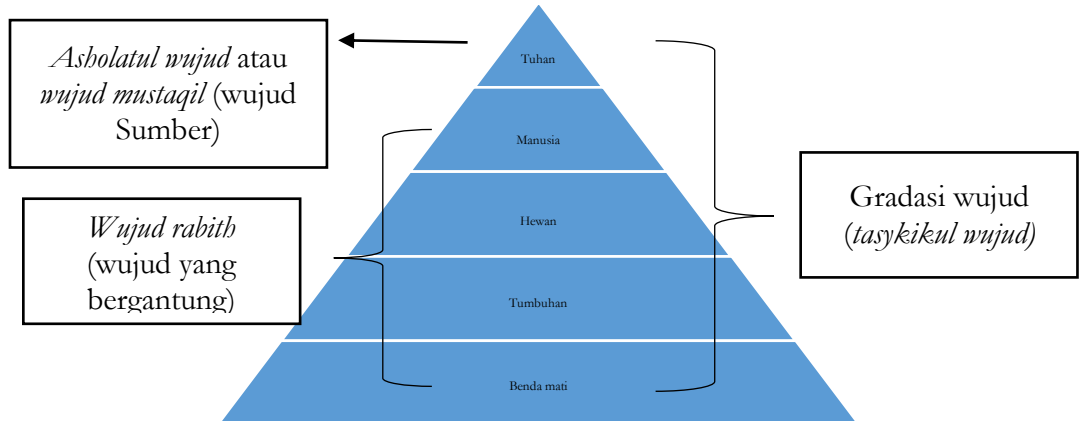 Asholatul wujud atau
wujud mustaqil (wujud
Sumber)
Wujud rabith
(wujud yang
bergantung)
Tuhan
Manusia
Hewan
Tumbuhan
Benda mati
Gradasi wujud
(tasykikul wujud)